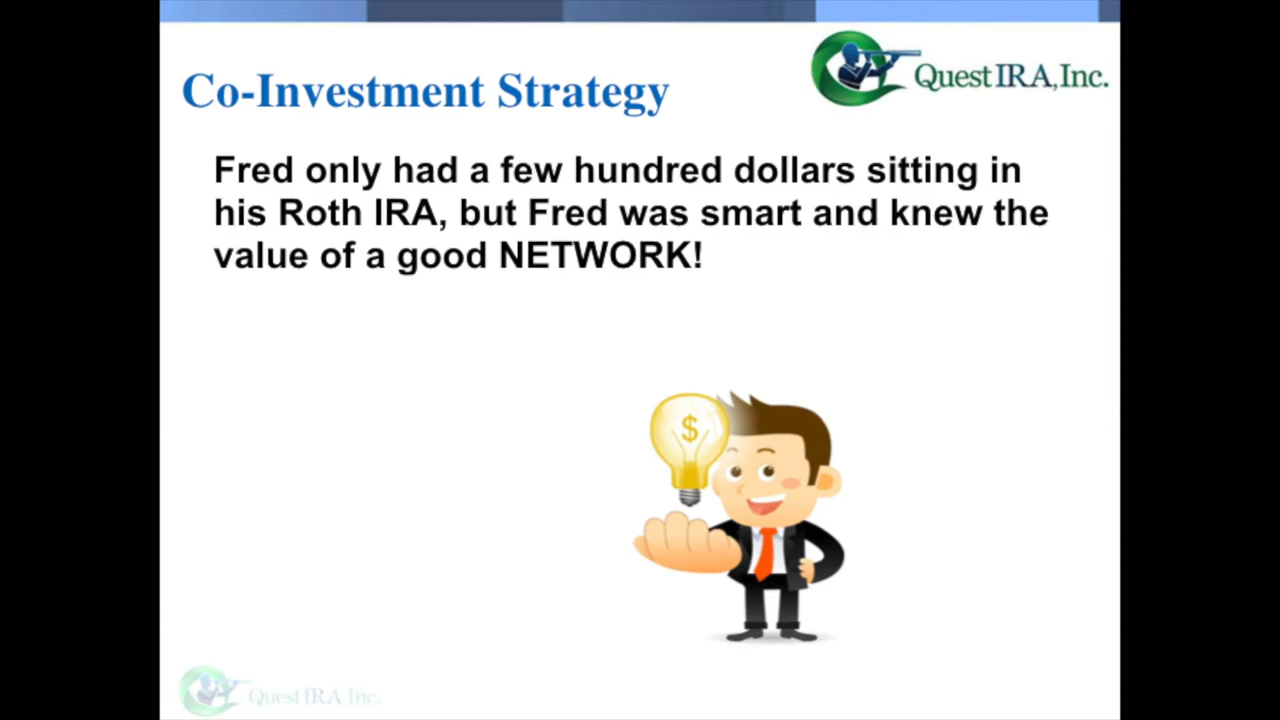 Co-Investment Strategy
Quest IRA, Inc.
Fred only had a few hundred dollars sitting in
his Roth IRA, but Fred was smart and knew the
value of a good NETWORK!
$
Quest IRA, Inc.